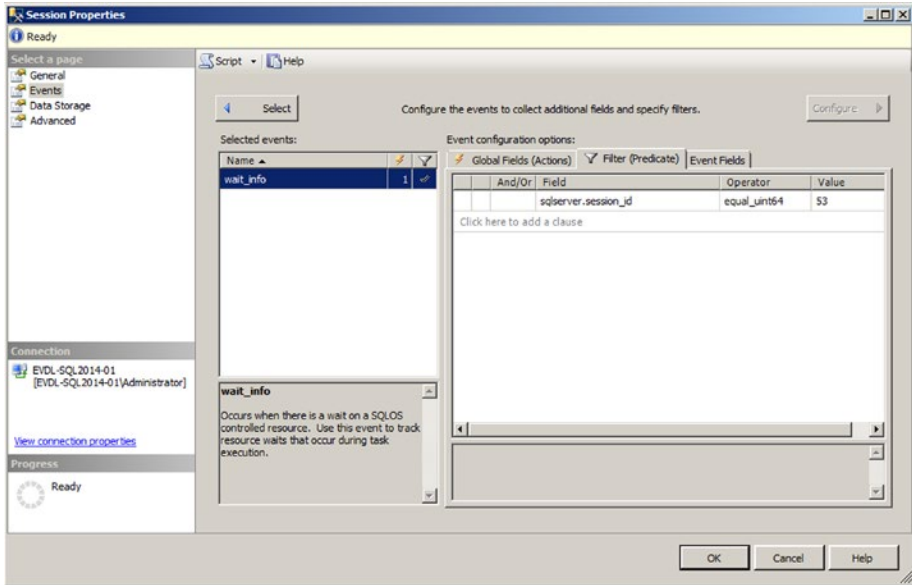 Session Properties
Ready
Select a page
General
Events
Data Storage
Advanced
Script
Help
Select
Configure the events to collect additional fields and specify filters.
Configure
Selected events:
Event configuration options:
Name
Global Fields (Actions)
Filter (Predicate)
Event Fields
wait_info
1
And/Or
Field
Operator
Value
sqlserver.session_id
equal_uint64
53
Click here to add a clause
Connection
EVDL-SQL2014-01
[EVDL-SQL2014-01\Administrator]
View connection properties
Progress
Ready
wait_info
Occurs when there is a wait on a SQLOS
controlled resource. Use this event to track
resource waits that occur during task
execution.
OK
Cancel
Help